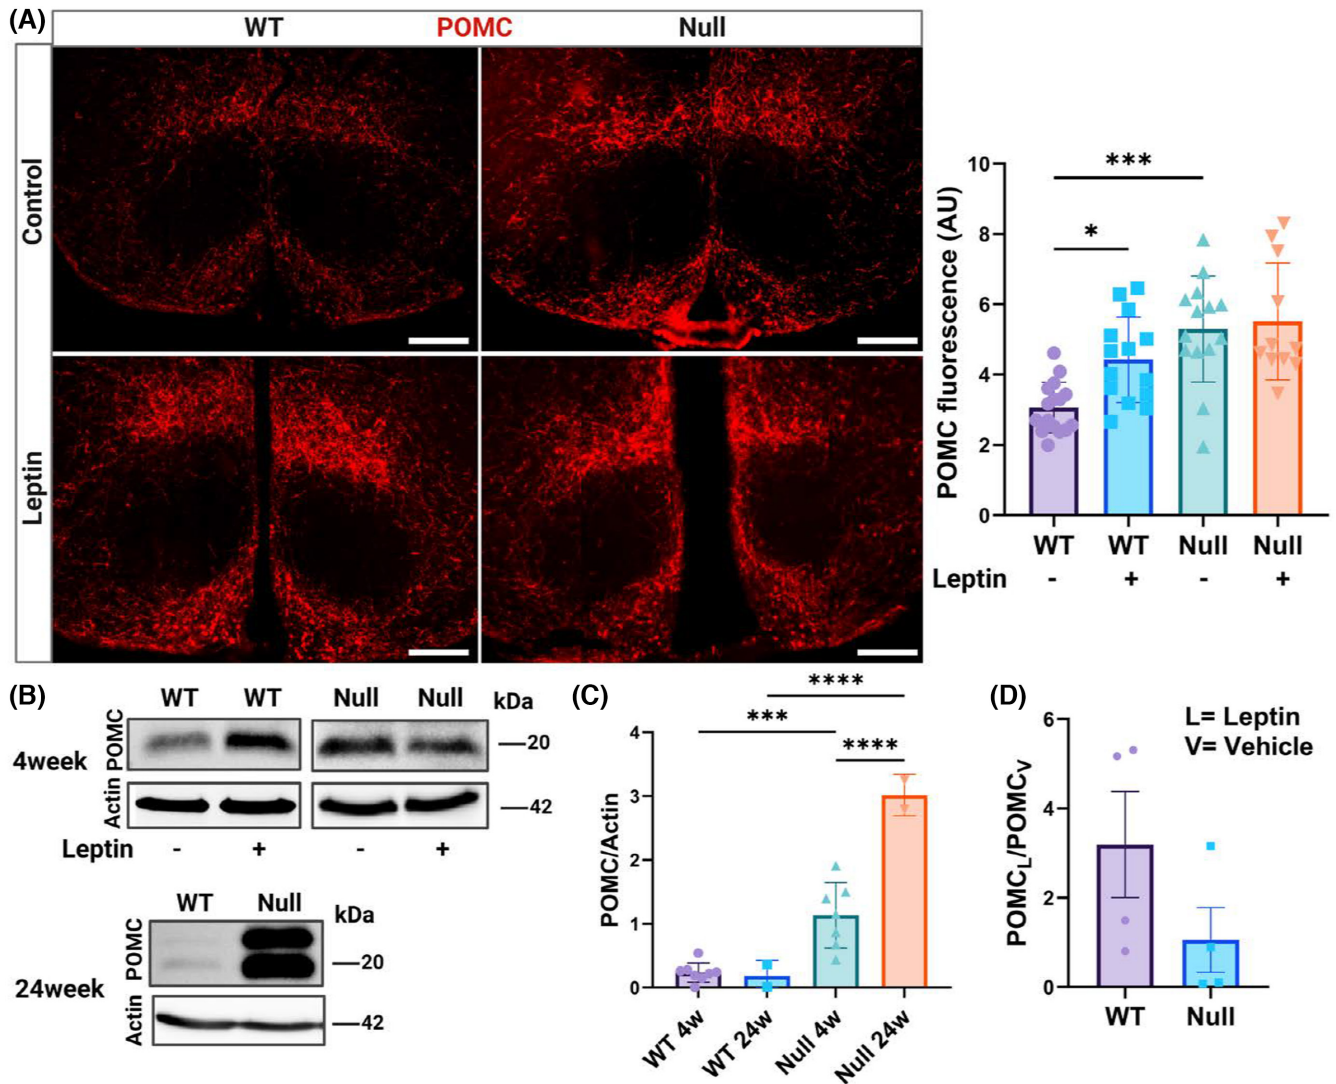 (A)
WT POMC Null
Control
Leptin
POMC fluorescence (AU)
10
8
6
4
2
0
***
*
WT WT Null Null
Leptin - + - +
(B)
WT WT Null Null kDa
4week POMC 20
Actin 42
Leptin - + - +
WT Null kDa
24week POMC 20
Actin 42
(C)
****
***
****
POMC/Actin
4
3
2
1
0
WT 4w
WT 24w
Null 4w
Null 24w
(D)
L= Leptin
V= Vehicle
POMCL/POMCV
6
4
2
0
WT Null